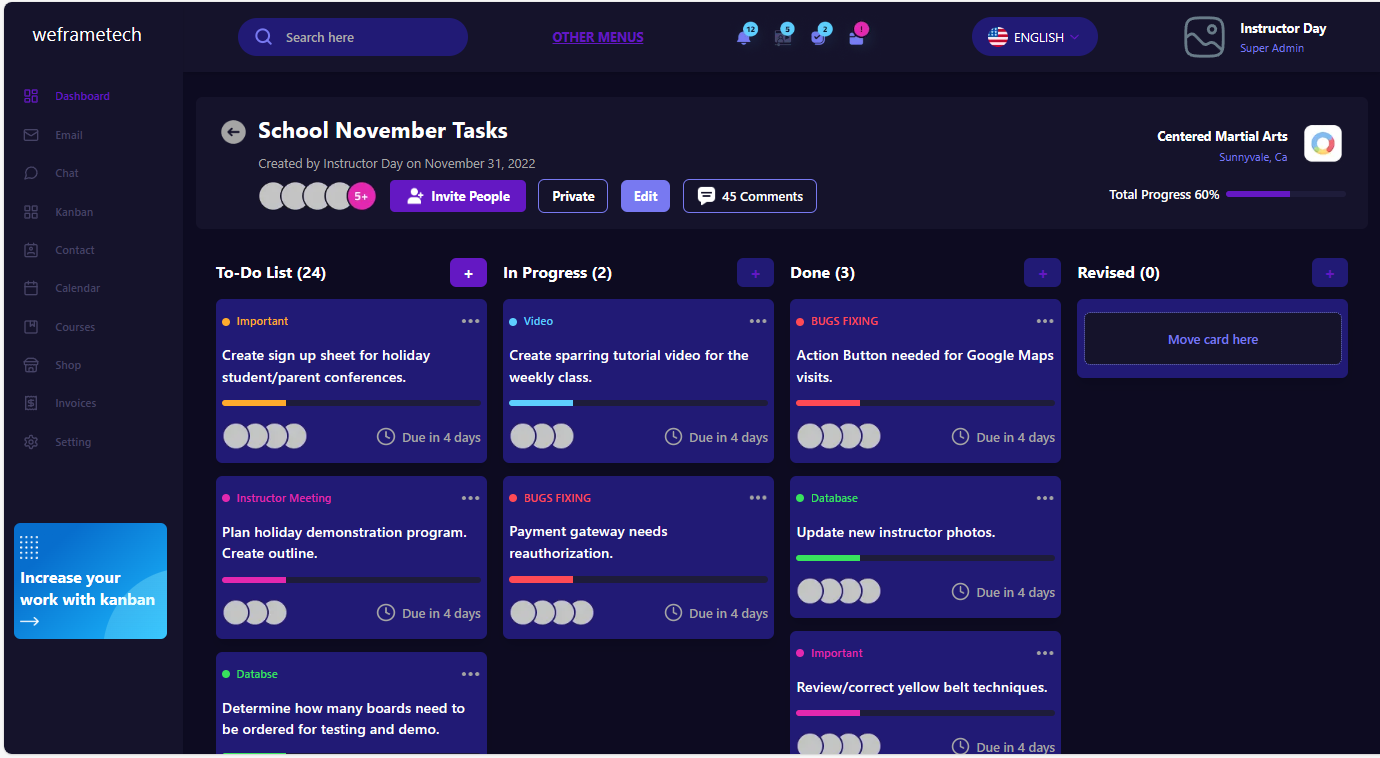 weframetech
Search here
OTHER MENUS
12
5
2
!
ENGLISH
Instructor Day
Super Admin
Dashboard
Email
Chat
Kanban
Contact
Calendar
Courses
Shop
Invoices
Setting
Increase your
work with kanban
School November Tasks
Created by Instructor Day on November 31, 2022
5+
Invite People
Private
Edit
45 Comments
Centered Martial Arts
Sunnyvale, Ca
Total Progress 60%
To-Do List (24)
+
Important
Create sign up sheet for holiday
student/parent conferences.
Due in 4 days
Instructor Meeting
Plan holiday demonstration program.
Create outline.
Due in 4 days
Databse
Determine how many boards need to
be ordered for testing and demo.
In Progress (2)
+
Video
Create sparring tutorial video for the
weekly class.
Due in 4 days
BUGS FIXING
Payment gateway needs
reauthorization.
Due in 4 days
Done (3)
+
BUGS FIXING
Action Button needed for Google Maps
visits.
Due in 4 days
Database
Update new instructor photos.
Due in 4 days
Important
Review/correct yellow belt techniques.
Due in 4 days
Revised (0)
+
Move card here